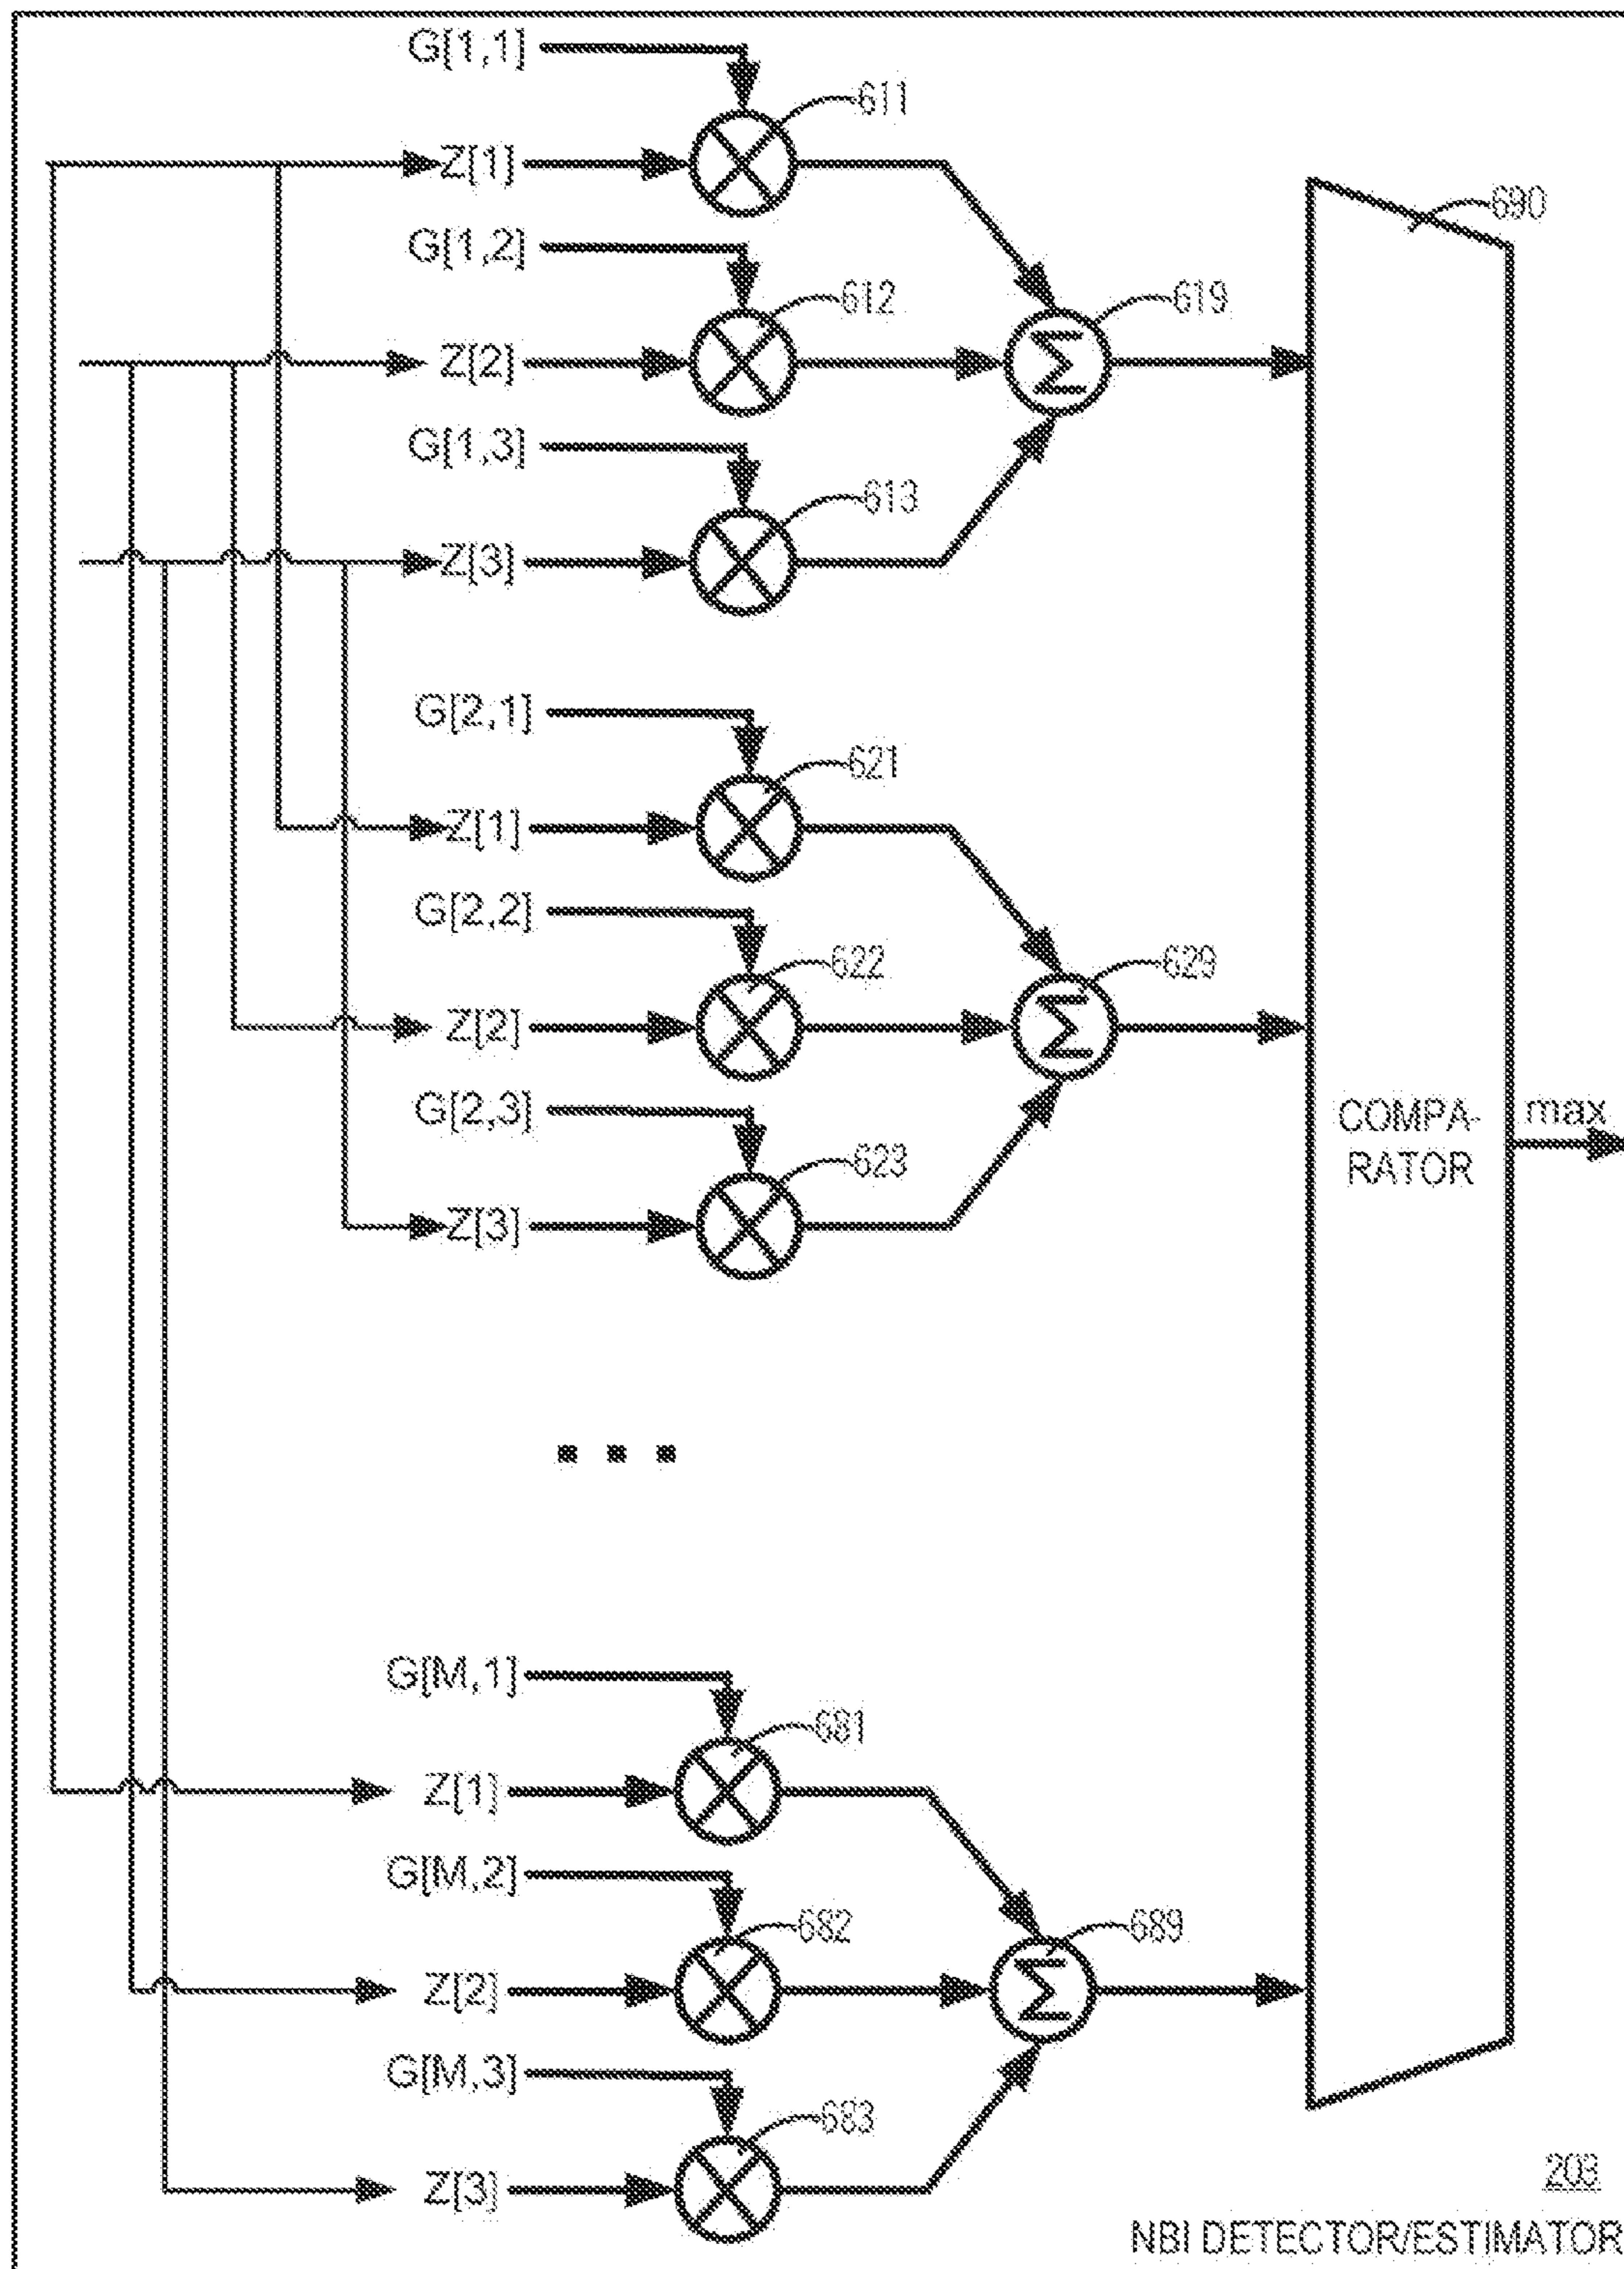 G[1,1]
611
Z[1]
690
G[1,2]
612
619
Z[2]
Σ
G[1,3]
613
Z[3]
G[2,1]
621
Z[1]
G[2,2]
622
629
Z[2]
Σ
G[2,3]
COMPA-
RATOR
max
623
Z[3]
...
G[M,1]
681
Z[1]
G[M,2]
682
689
Z[2]
Σ
G[M,3]
683
Z[3]
203
NBI DETECTOR/ESTIMATOR